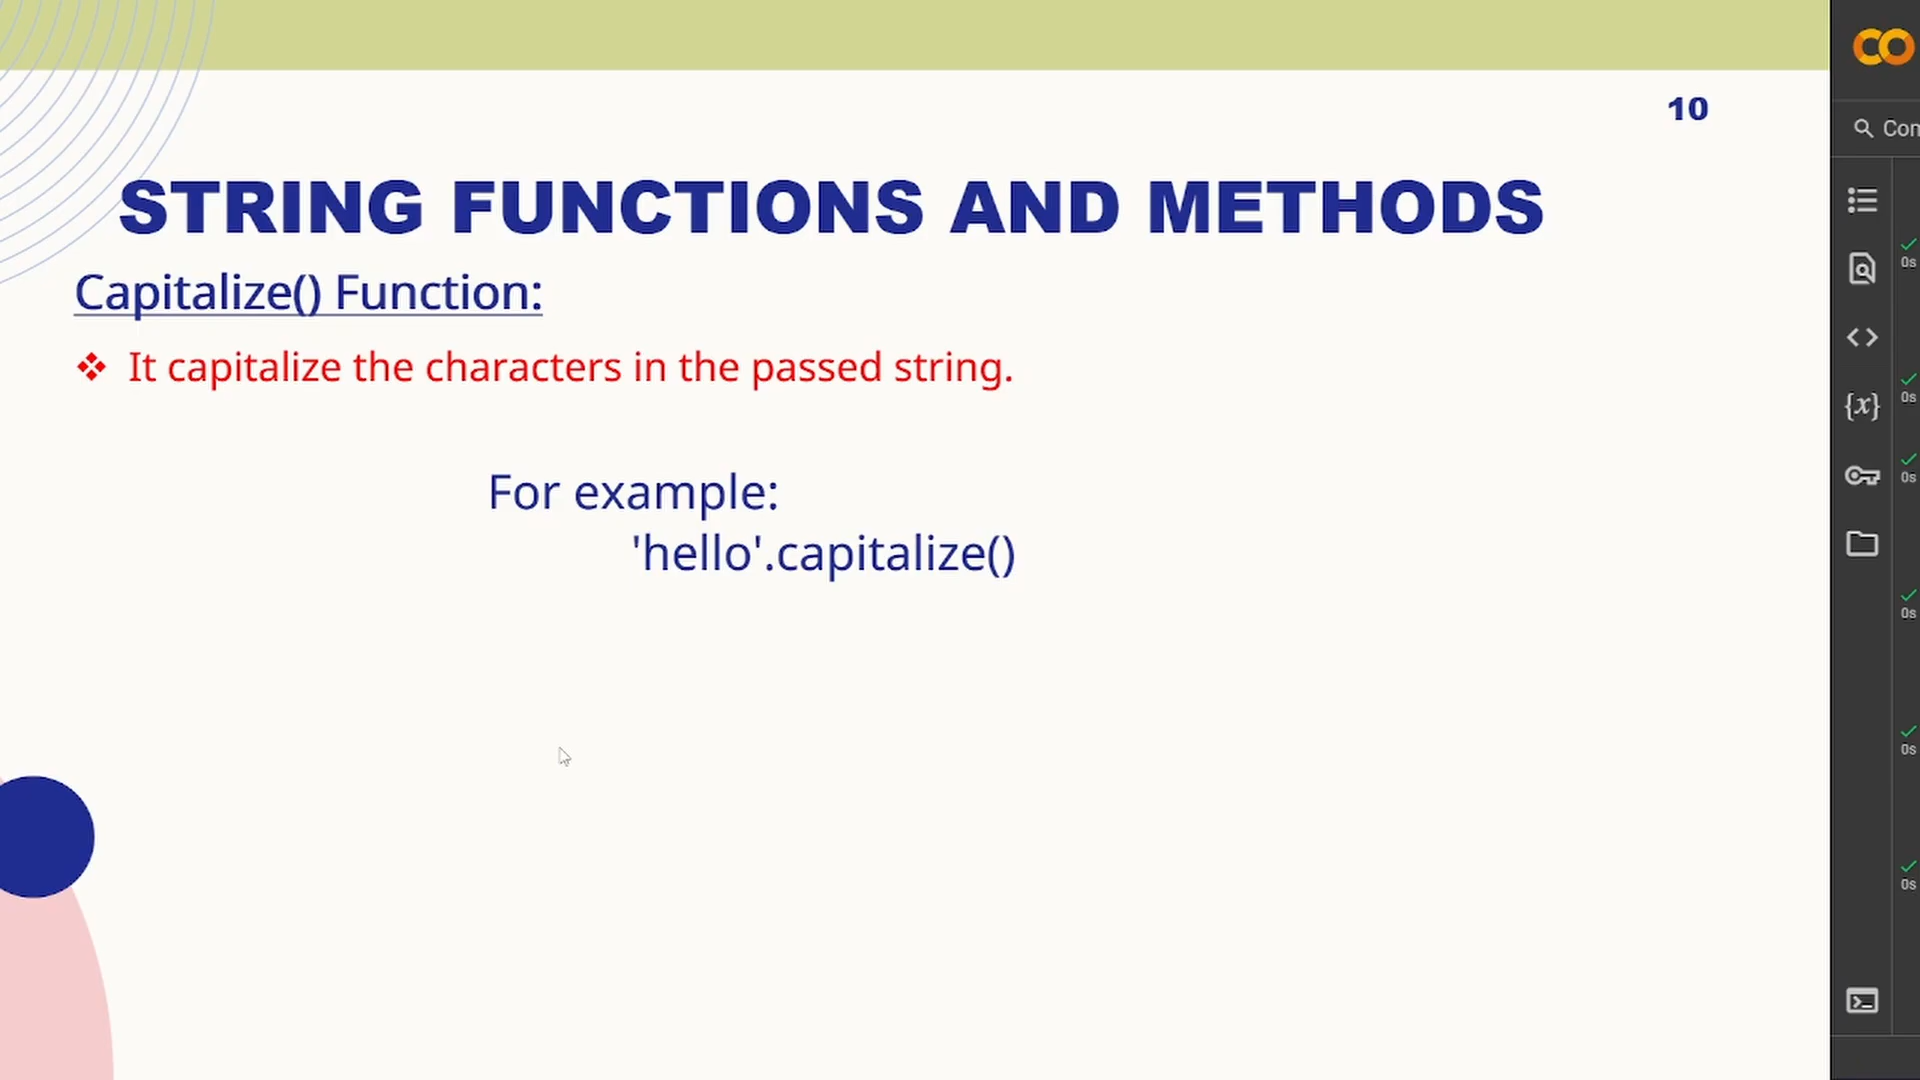 10
STRING FUNCTIONS AND METHODS
Capitalize() Function:
❖ It capitalize the characters in the passed string.
For example:
'hello'.capitalize()
CO
Com
{x}
0s
0s
0s
0s
0s
0s